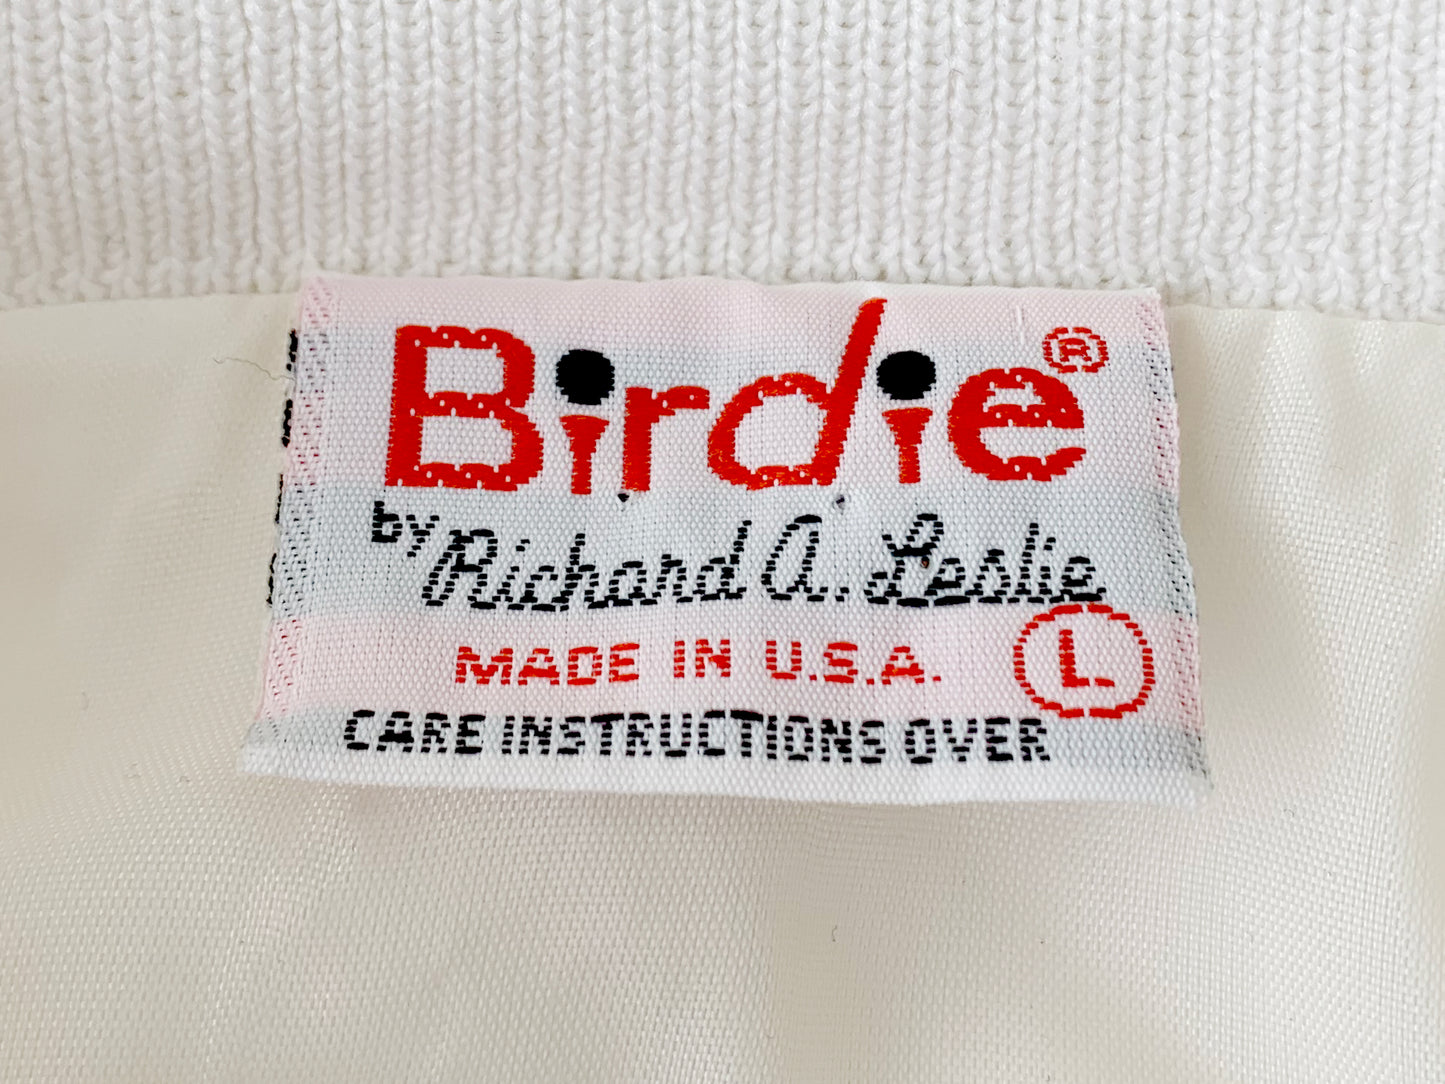 Birdie®
by Richard A. Leslie
MADE IN U.S.A. L
CARE INSTRUCTIONS OVER